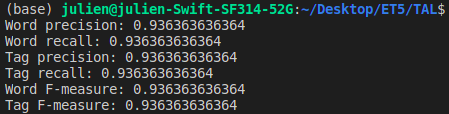 (base) julien@julien-Swift-SF314-52G:~/Desktop/ET5/TAL$
Word precision: 0.936363636364
Word recall: 0.936363636364
Tag precision: 0.936363636364
Tag recall: 0.936363636364
Word F-measure: 0.936363636364
Tag F-measure: 0.936363636364